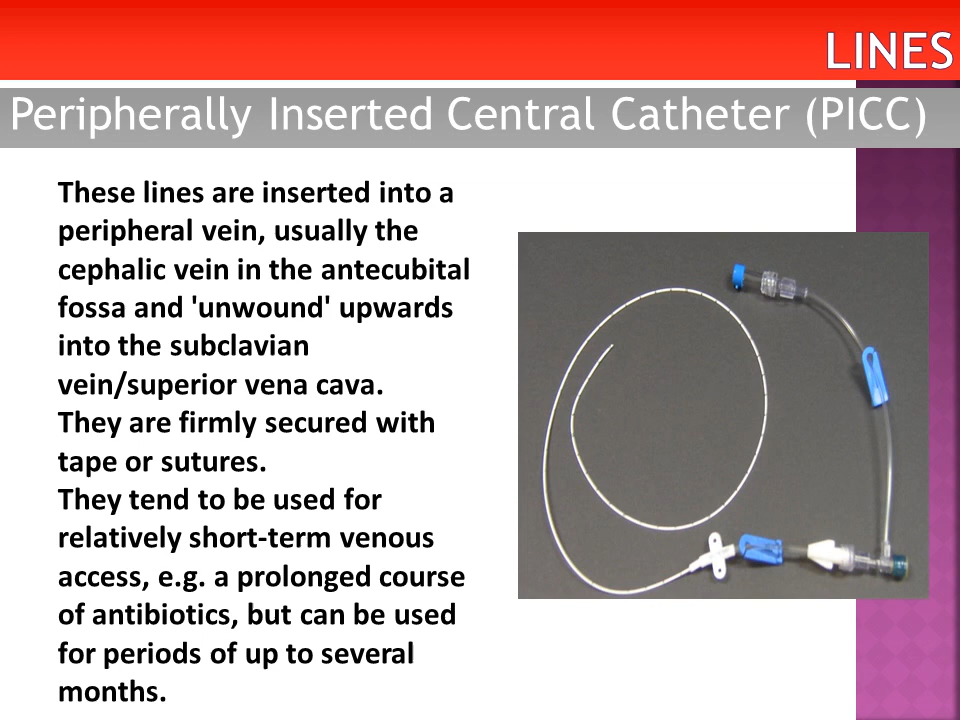 LINES
Peripherally Inserted Central Catheter (PICC)
These lines are inserted into a
peripheral vein, usually the
cephalic vein in the antecubital
fossa and 'unwound' upwards
into the subclavian
vein/superior vena cava.
They are firmly secured with
tape or sutures.
They tend to be used for
relatively short-term venous
access, e.g. a prolonged course
of antibiotics, but can be used
for periods of up to several
months.